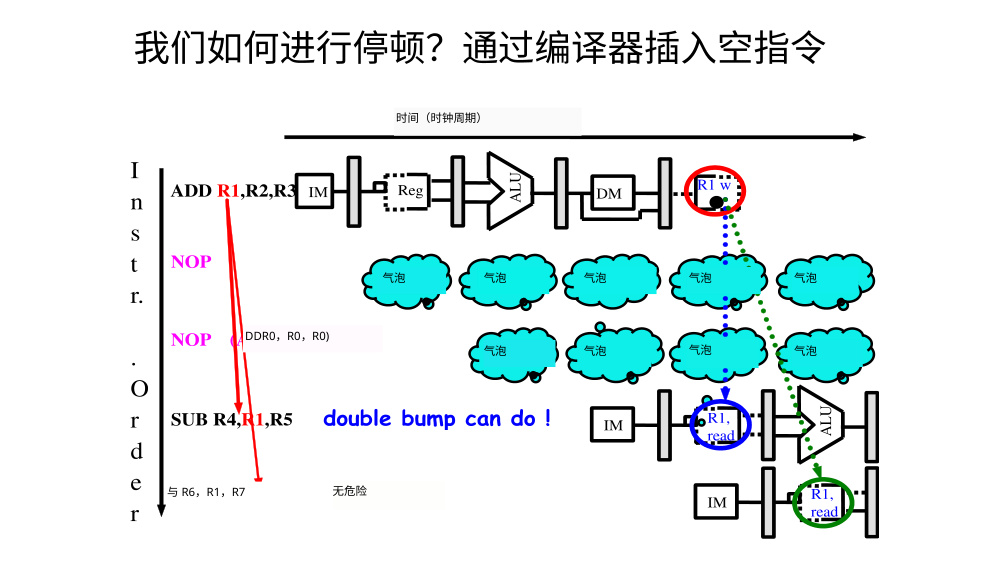 我们如何进行停顿？通过编译器插入空指令
时间（时钟周期）
Instr. .Order
ADD R1,R2,R3
IM
Reg
ALU
DM
R1 w
NOP
气泡
气泡
气泡
气泡
气泡
NOP
DDR0，R0，R0)
气泡
气泡
气泡
气泡
SUB R4,R1,R5
double bump can do !
IM
R1,
read
ALU
与 R6，R1，R7
无危险
IM
R1,
read